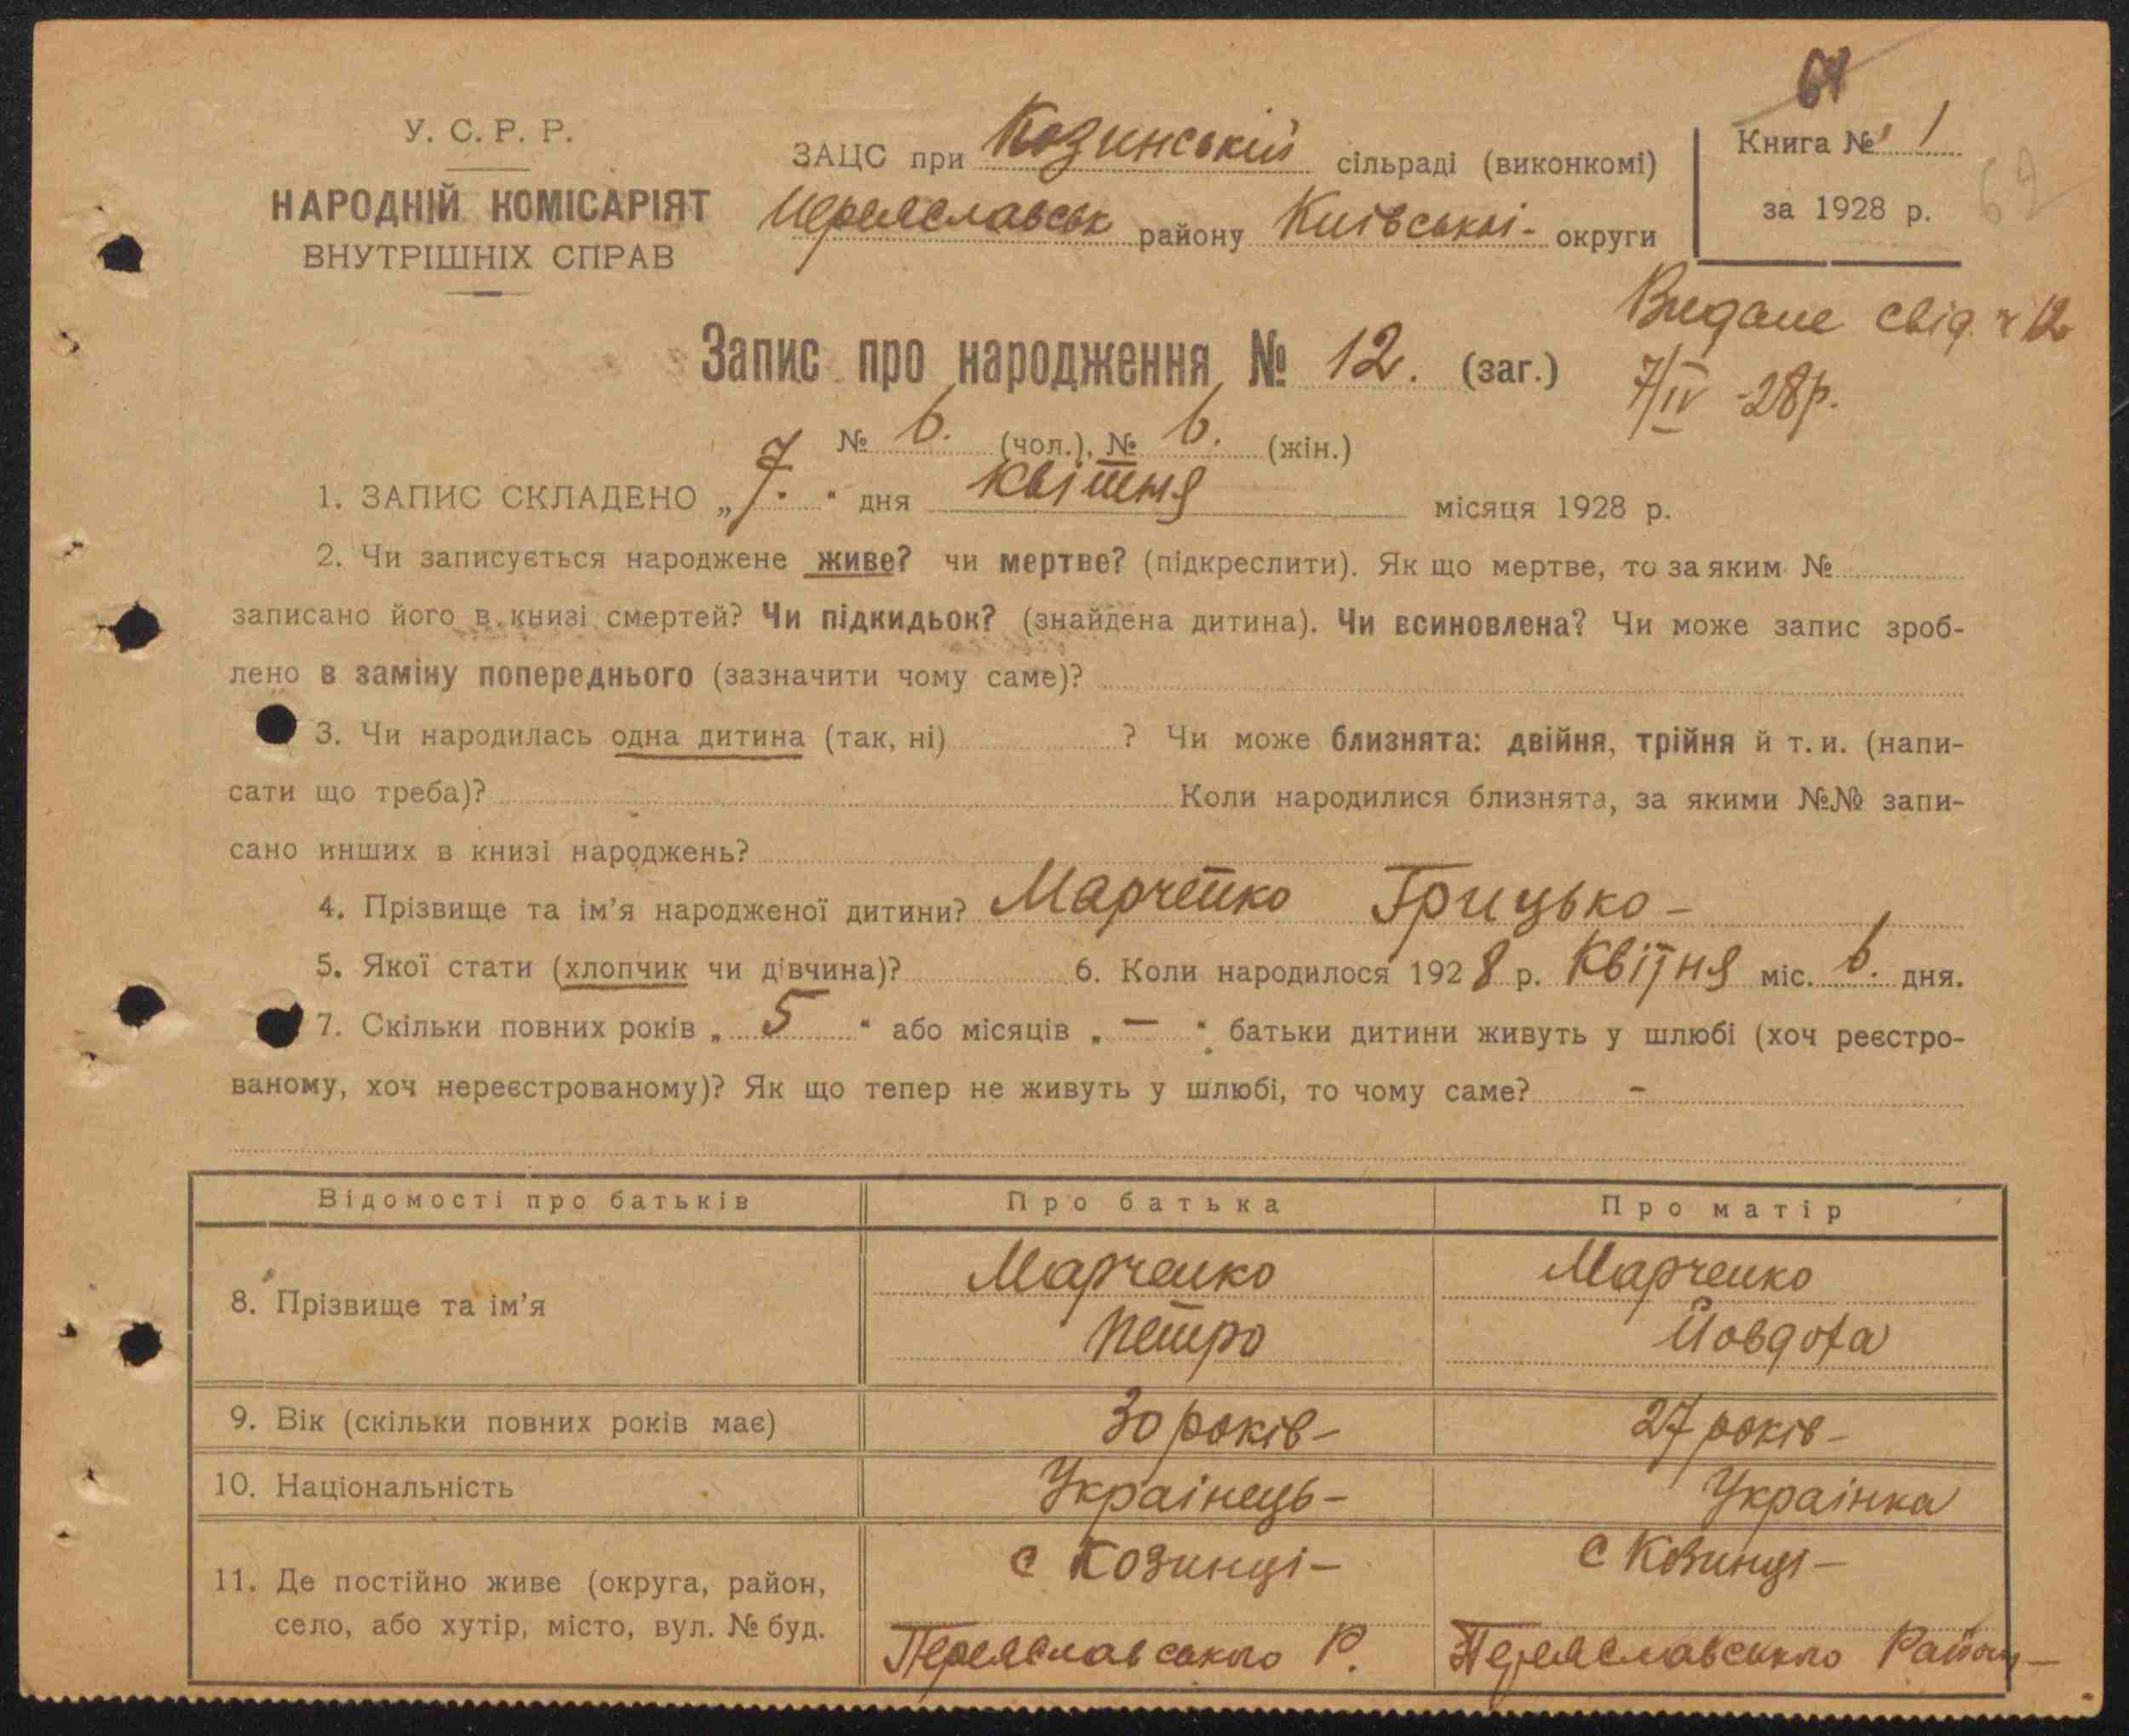 61
У. С. Р. Р.
НАРОДНІЙ КОМІСАРІЯТ
ВНУТРІШНІХ СПРАВ
ЗАЦС при Козинській сільраді (виконкомі)
Переяславськ району Київської - округи
Книга № 1
за 1928 р.
62
Видане свід. ч 12
7/IV -28р.
Запис про народження № 12. (заг.)
№ 6. (чол.), № 6. (жін.)
1. ЗАПИС СКЛАДЕНО „ 7. “ дня квітня місяця 1928 р.
2. Чи записується народжене живе? чи мертве? (підкреслити). Як що мертве, то за яким №
записано його в книзі смертей? Чи підкидьок? (знайдена дитина). Чи всиновлена? Чи може запис зроб-
лено в заміну попереднього (зазначити чому саме)?
3. Чи народилась одна дитина (так, ні) ? Чи може близнята: двійня, трійня й т. и. (напи-
сати що треба)? Коли народилися близнята, за якими №№ запи-
сано инших в книзі народжень?
4. Прізвище та ім’я народженої дитини? Марченко Грицько -
5. Якої стати (хлопчик чи дівчина)? 6. Коли народилося 1928 р. Квітня міс. 6. дня.
7. Скільки повних років „ 5 “ або місяців „ — “ батьки дитини живуть у шлюбі (хоч реєстро-
ваному, хоч нереєстрованому)? Як що тепер не живуть у шлюбі, то чому саме? -
Відомості про батьків Про батька Про матір
8. Прізвище та ім’я
Марченко
Петро
Марченко
Йовдоха
9. Вік (скільки повних років має) 30 років - 27 років -
10. Національність Украінець - Украінка
11. Де постійно живе (округа, район,
село, або хутір, місто, вул. № буд.
с Козинці -
Переяславського Р.
с Козинці -
Переяславського Району -